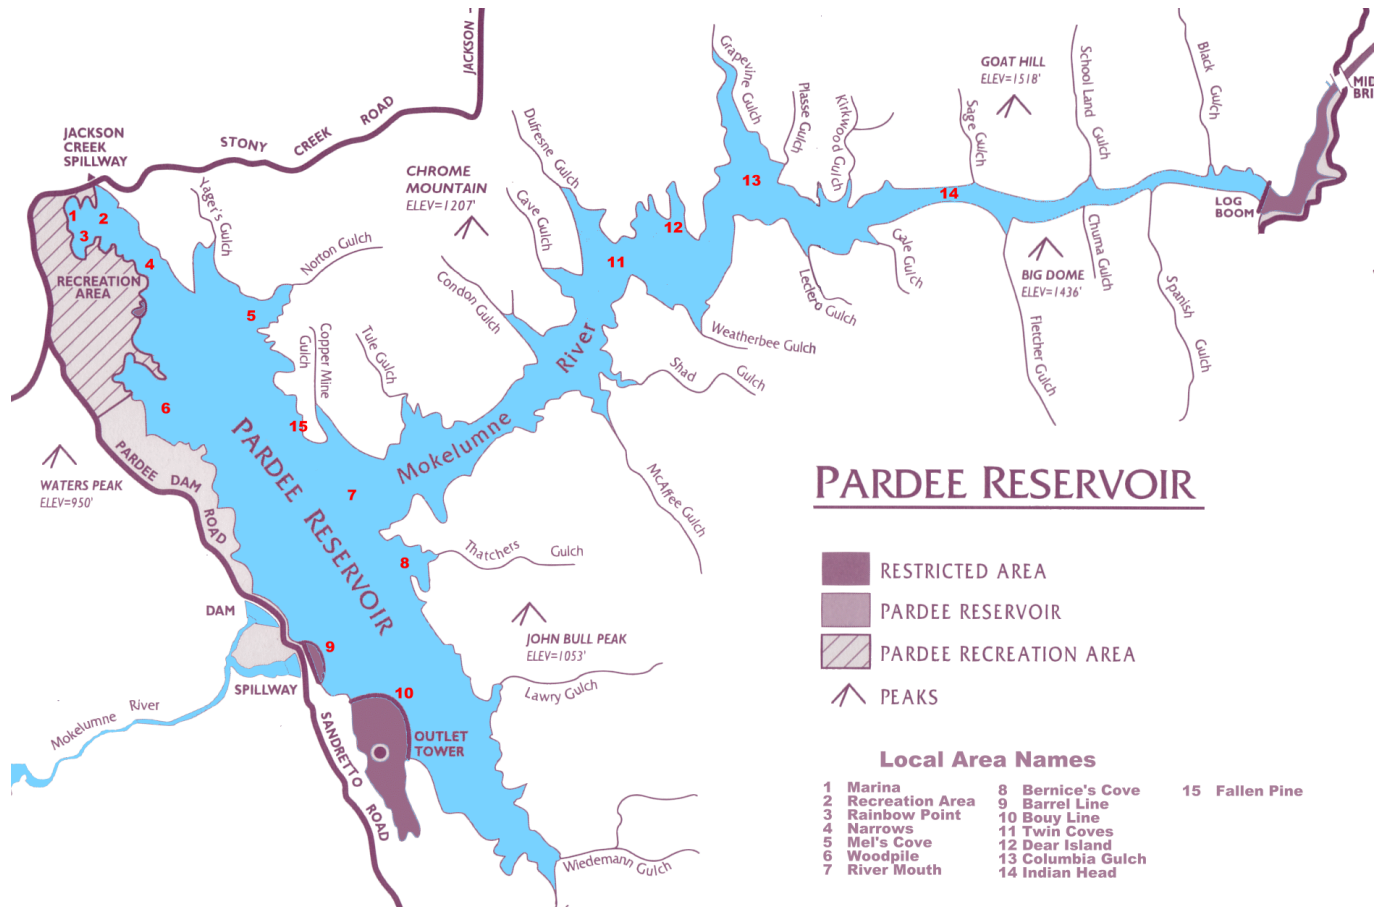 JACKSON
JACKSON
CREEK
SPILLWAY
STONY CREEK ROAD
CHROME
MOUNTAIN
ELEV=1207'
GOAT HILL
ELEV=1518'
Grapevine Gulch
Plasse Gulch
Kirkwood Gulch
Sage Gulch
School Land Gulch
Black Gulch
MID
BRI
LOG
BOOM
Dufresne Gulch
Cave Gulch
Condon Gulch
Yager's Gulch
Norton Gulch
Copper Mine
Gulch
Tule Gulch
RECREATION
AREA
1
2
3
4
5
6
7
8
9
10
11
12
13
14
15
Gale Gulch
Leclero Gulch
Weatherbee Gulch
Shad Gulch
McAffee Gulch
BIG DOME
ELEV=1436'
Chuma Gulch
Fletcher Gulch
Spanish Gulch
Mokelumne River
PARDEE RESERVOIR
WATERS PEAK
ELEV=950'
PARDEE DAM ROAD
Thatchers Gulch
DAM
SPILLWAY
Mokelumne River
JOHN BULL PEAK
ELEV=1053'
Lawry Gulch
OUTLET
TOWER
SANDRETTO ROAD
Wiedemann Gulch
PARDEE RESERVOIR
RESTRICTED AREA
PARDEE RESERVOIR
PARDEE RECREATION AREA
PEAKS
Local Area Names
1 Marina
2 Recreation Area
3 Rainbow Point
4 Narrows
5 Mel's Cove
6 Woodpile
7 River Mouth
8 Bernice's Cove
9 Barrel Line
10 Bouy Line
11 Twin Coves
12 Dear Island
13 Columbia Gulch
14 Indian Head
15 Fallen Pine